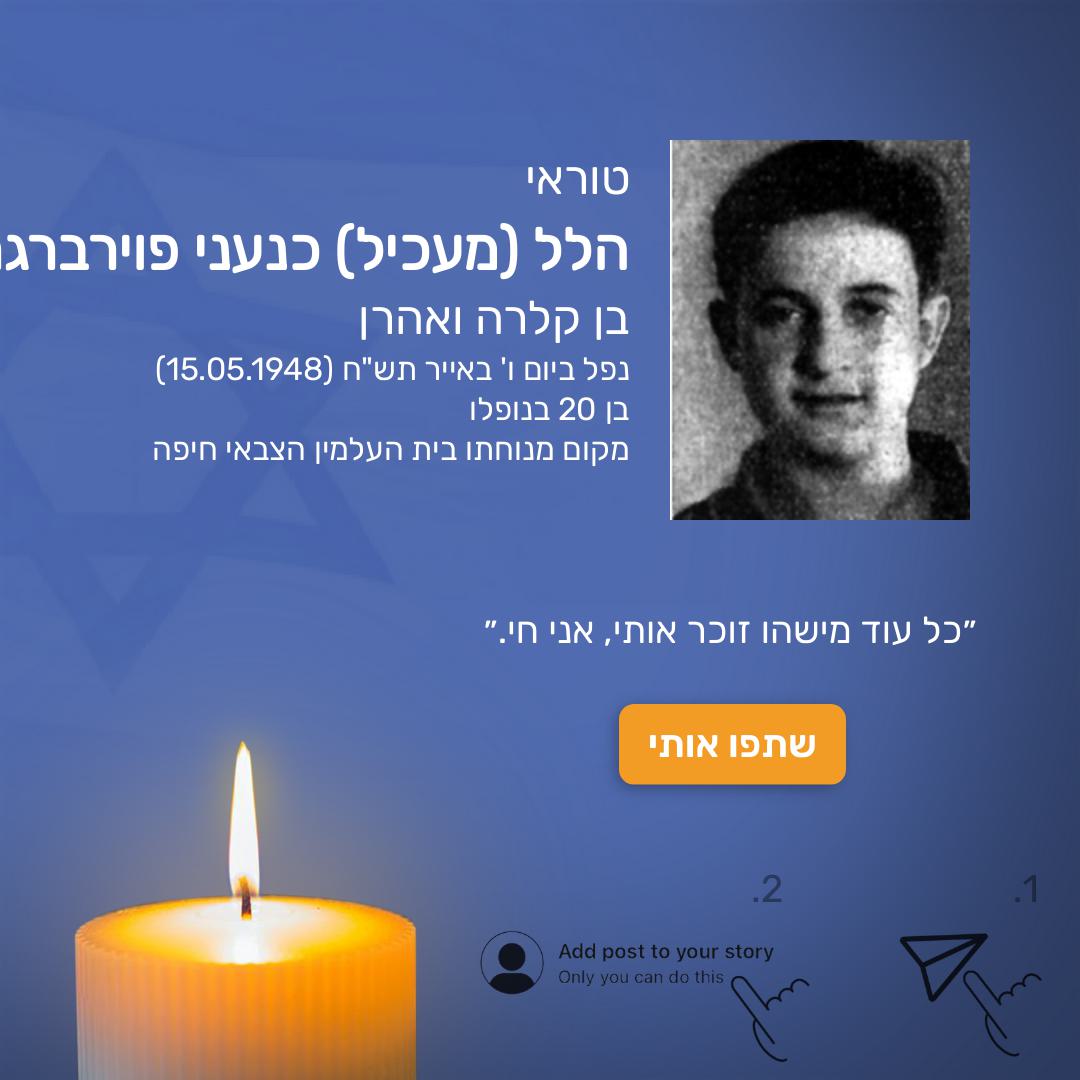 טוראי
הלל (מעכיל) כנעני פוירברגר
בן קלרה ואהרן
נפל ביום ו' באייר תש"ח (15.05.1948)
בן 20 בנופלו
מקום מנוחתו בית העלמין הצבאי חיפה
״כל עוד מישהו זוכר אותי, אני חי.״
שתפו אותי
1.
2.
Add post to your story
Only you can do this